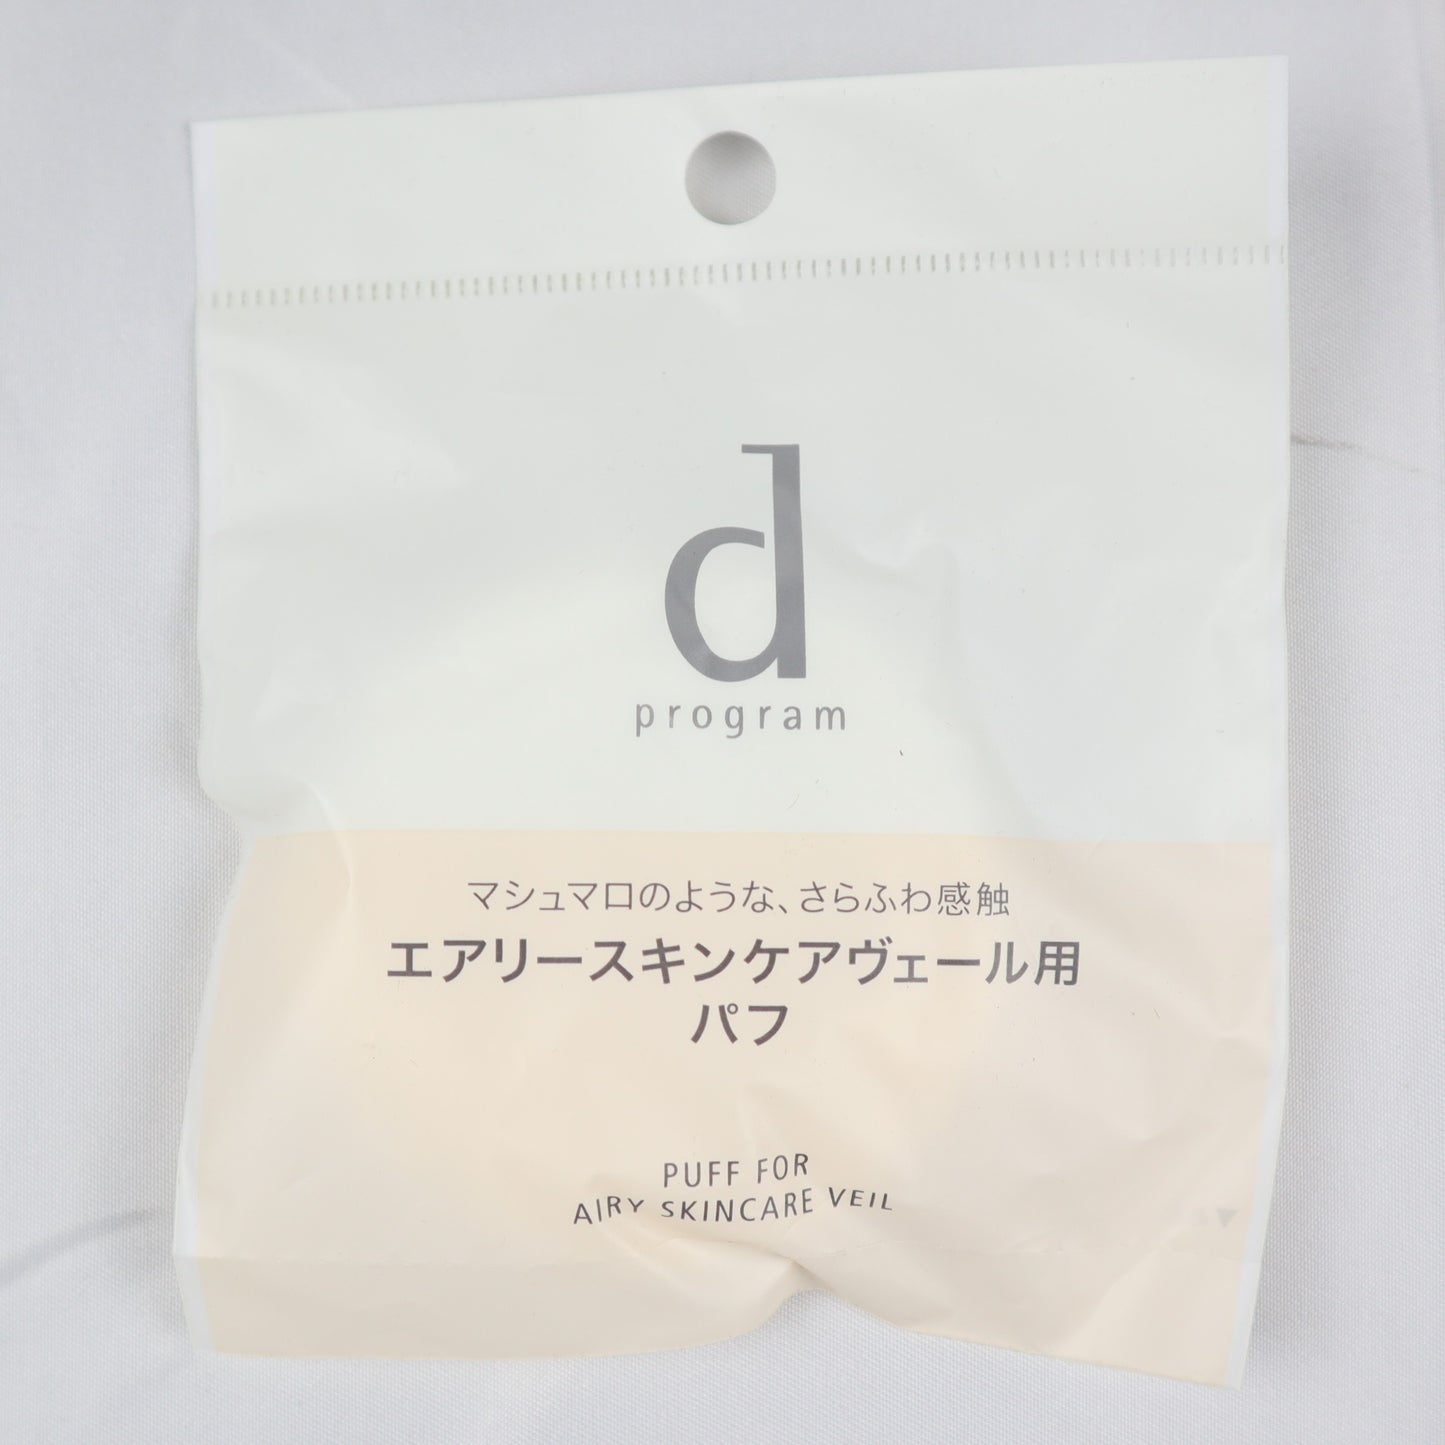 d
program
マシュマロのような、さらふわ感触
エアリースキンケアヴェール用
パフ
PUFF FOR
AIRY SKINCARE VEIL